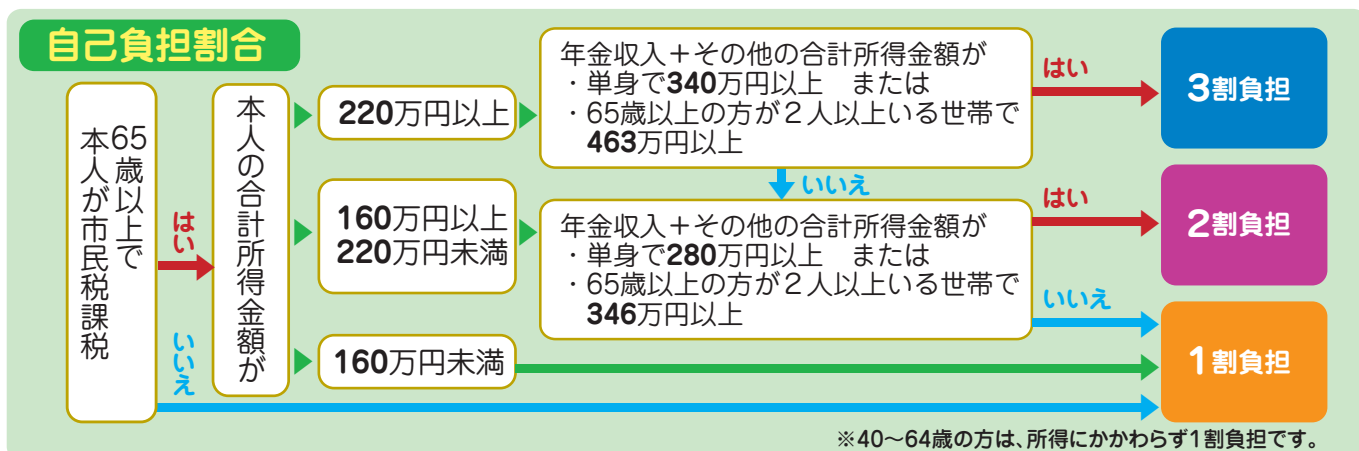 自己負担割合
65歳以上で
本人が市民税課税
はい
いいえ
本人の合計所得金額が
220万円以上
160万円以上
220万円未満
160万円未満
年金収入+その他の合計所得金額が
・単身で340万円以上　または
・65歳以上の方が2人以上いる世帯で
463万円以上
はい
いいえ
年金収入+その他の合計所得金額が
・単身で280万円以上　または
・65歳以上の方が2人以上いる世帯で
346万円以上
はい
いいえ
3割負担
2割負担
1割負担
※40〜64歳の方は、所得にかかわらず1割負担です。